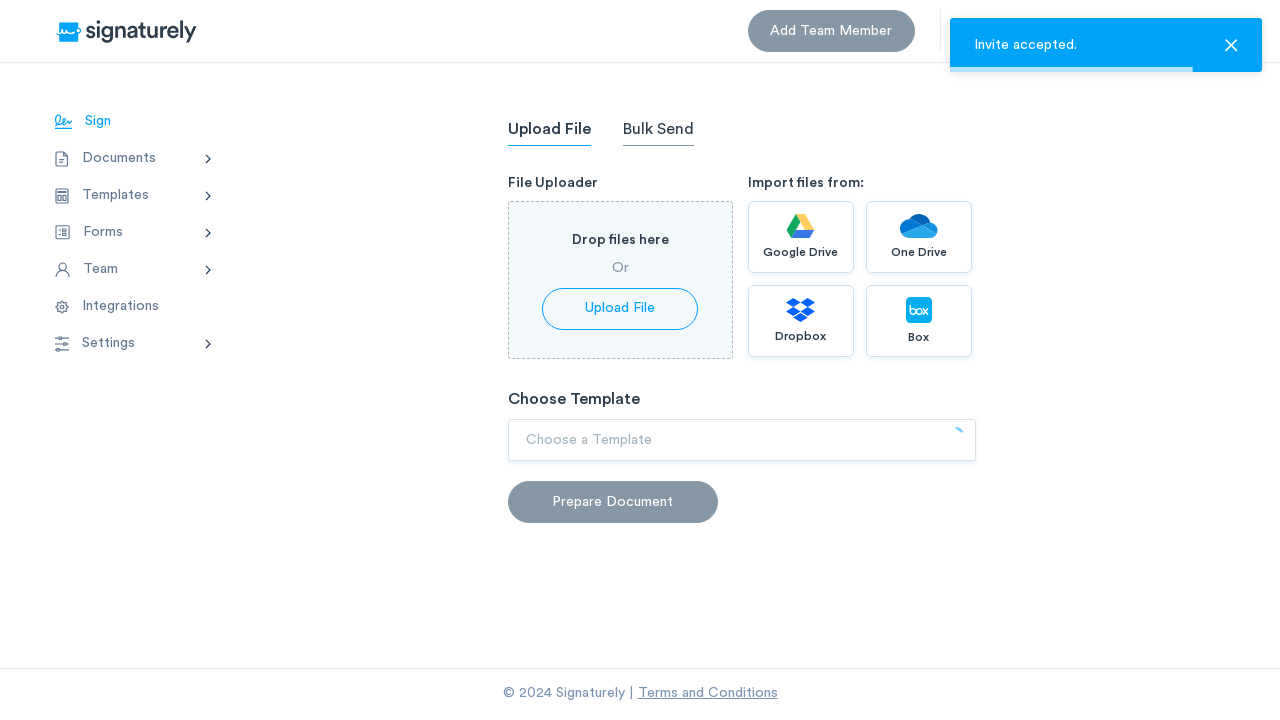 signaturely
Add Team Member
Invite accepted.
Sign
Documents
Templates
Forms
Team
Integrations
Settings
Upload File
Bulk Send
File Uploader
Drop files here
Or
Upload File
Import files from:
Google Drive
One Drive
Dropbox
box
Box
Choose Template
Choose a Template
Prepare Document
© 2024 Signaturely | Terms and Conditions